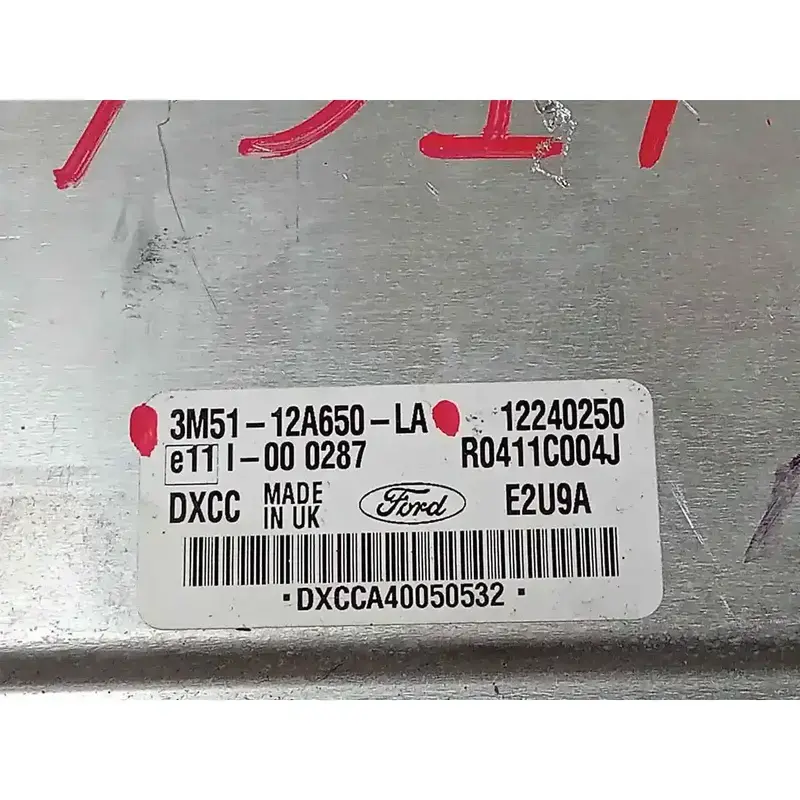 3M51-12A650-LA 12240250
e11 I-00 0287 R0411C004J
DXCC MADE IN UK Ford E2U9A
·DXCCA40050532·